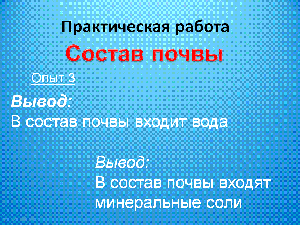 Практическая работа
Состав почвы
Опыт 3
Вывод:
В состав почвы входит вода
Вывод:
В состав почвы входят
минеральные соли